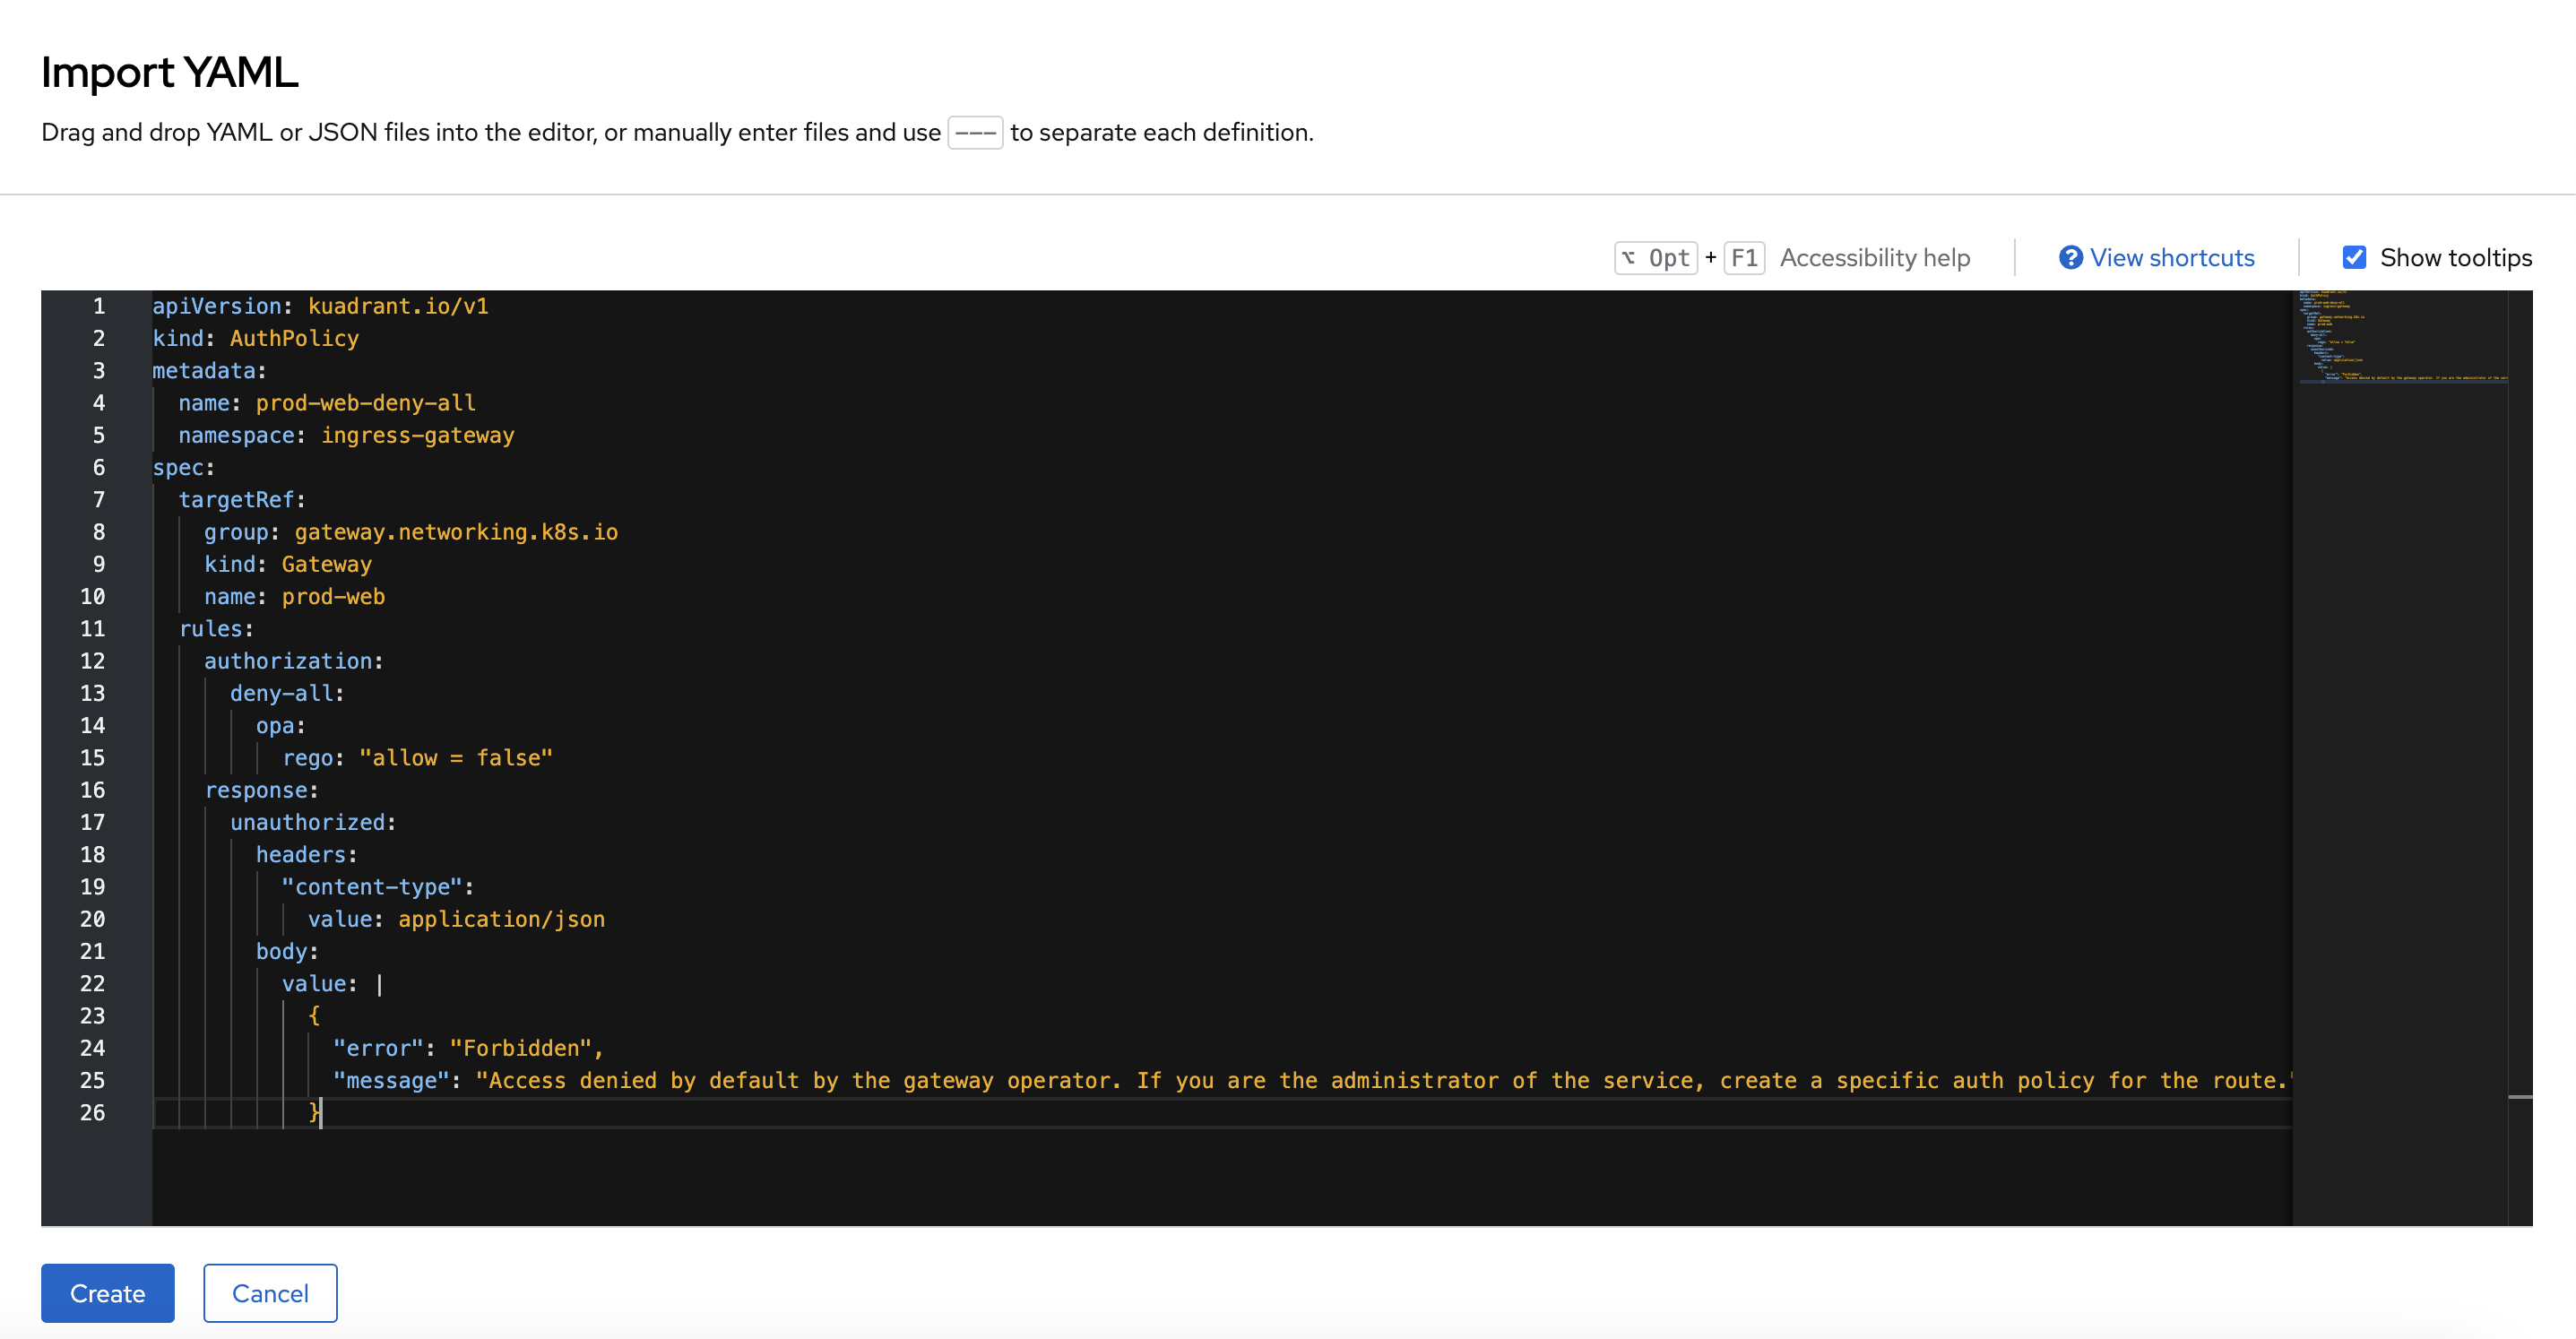 Import YAML
Drag and drop YAML or JSON files into the editor, or manually enter files and use --- to separate each definition.
⌥ Opt + F1 Accessibility help View shortcuts Show tooltips
1 apiVersion: kuadrant.io/v1
2 kind: AuthPolicy
3 metadata:
4   name: prod-web-deny-all
5   namespace: ingress-gateway
6 spec:
7   targetRef:
8     group: gateway.networking.k8s.io
9     kind: Gateway
10     name: prod-web
11   rules:
12     authorization:
13       deny-all:
14         opa:
15           rego: "allow = false"
16     response:
17       unauthorized:
18         headers:
19           "content-type":
20             value: application/json
21         body:
22           value: |
23             {
24               "error": "Forbidden",
25               "message": "Access denied by default by the gateway operator. If you are the administrator of the service, create a specific auth policy for the route."
26             }
Create Cancel